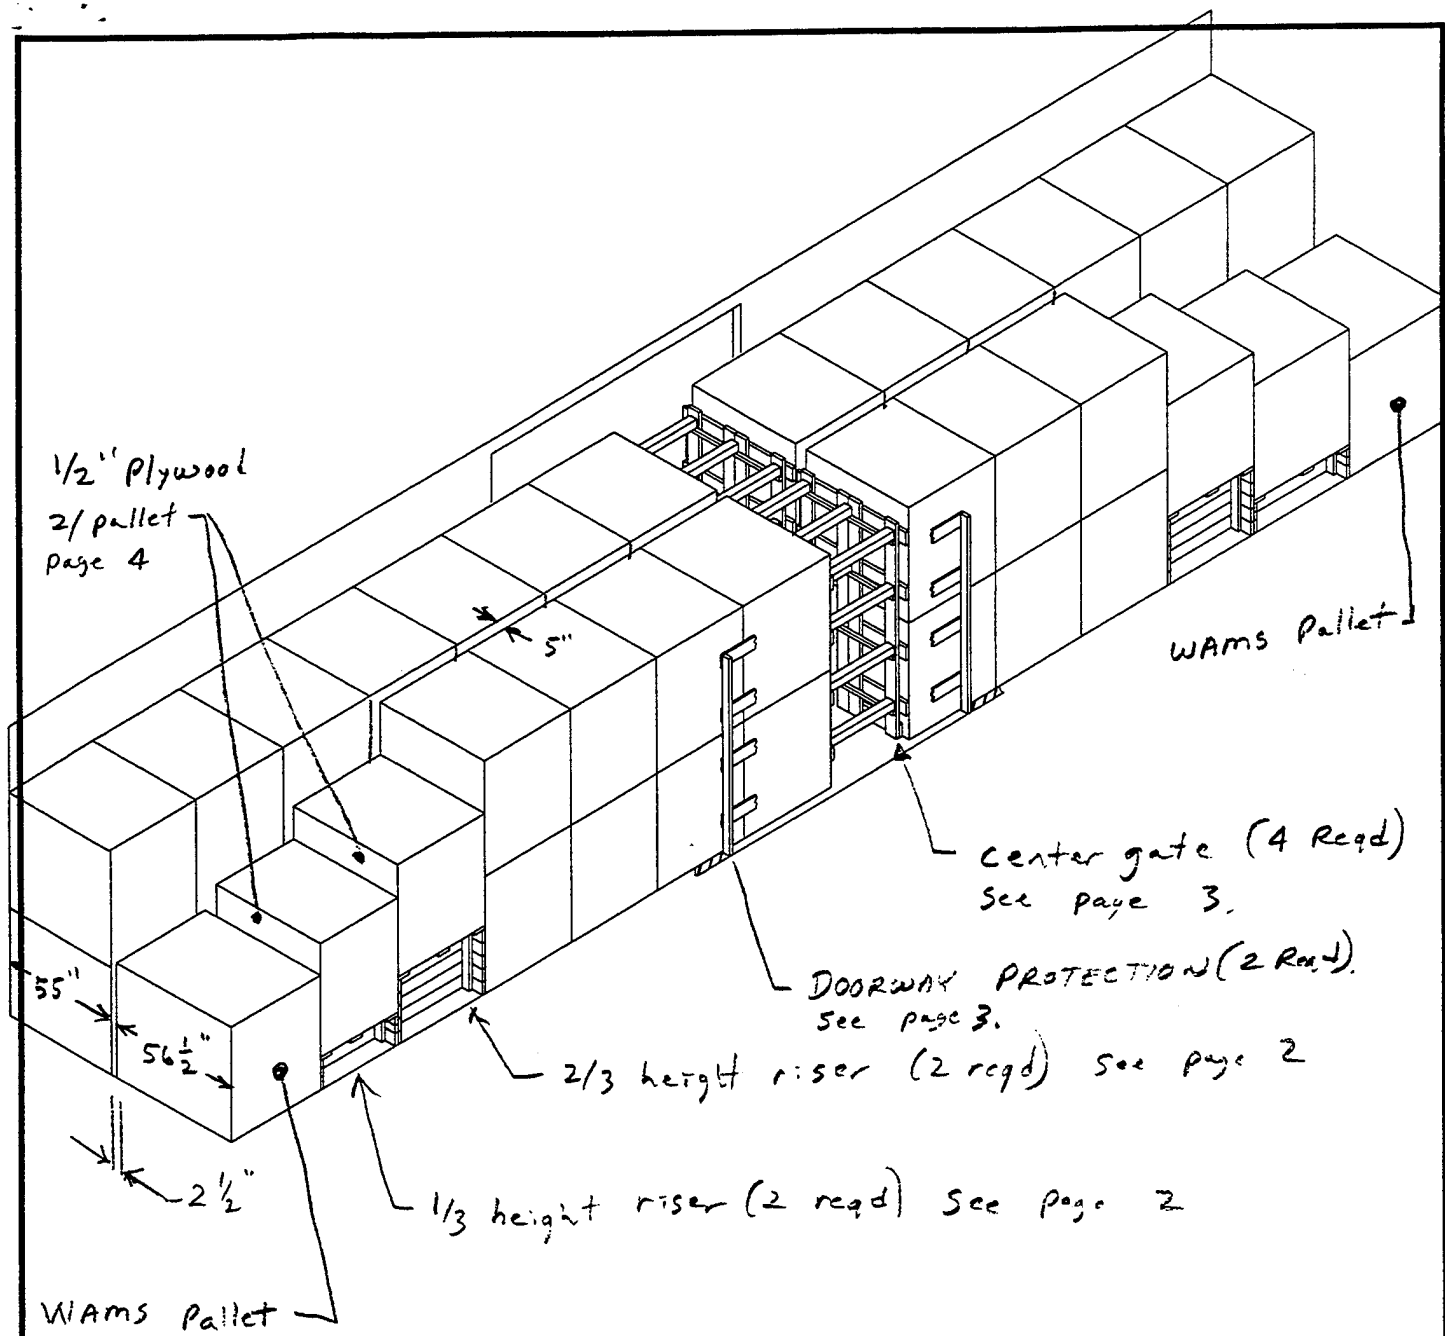 1/2" Plywood
2/pallet
page 4
5"
WAMS Pallet
center gate (4 Reqd)
See page 3.
DOORWAY PROTECTION (2 Reqd).
See page 3.
55"
56 1/2"
2/3 height riser (2 reqd) See page 2
2 1/2"
1/3 height riser (2 reqd) See page 2
WAMS Pallet